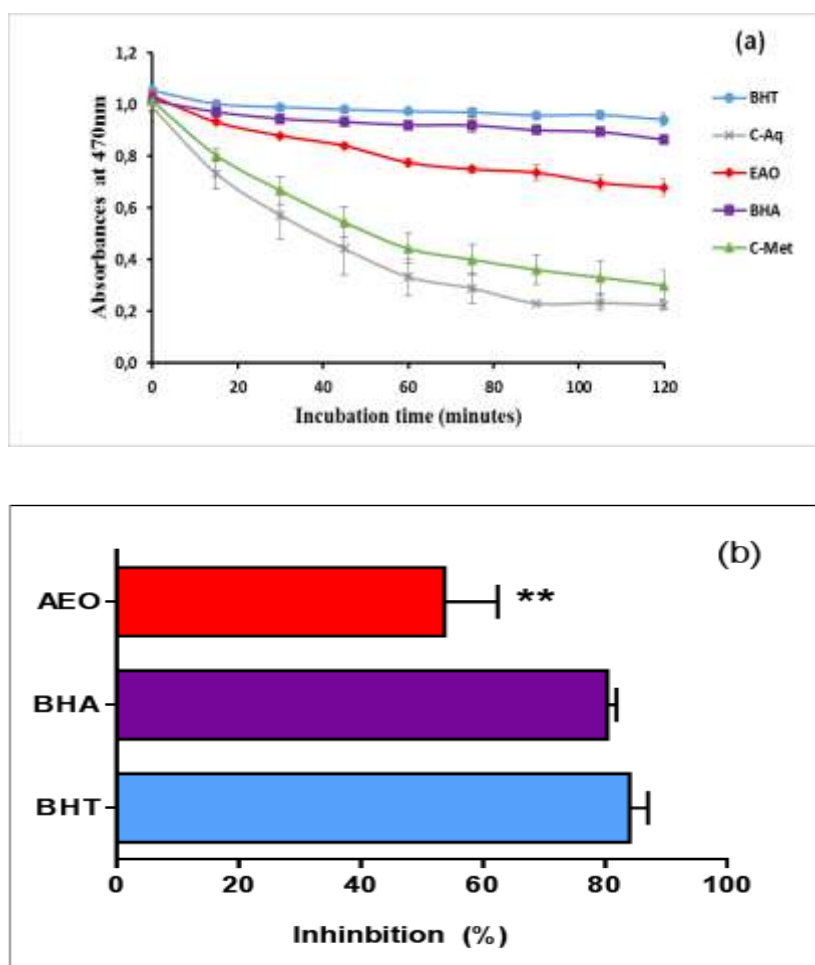 (a)
Absorbances at 470nm
1,2
1,0
0,8
0,6
0,4
0,2
0,0
0 20 40 60 80 100 120
Incubation time (minutes)
BHT
C-Aq
EAO
BHA
C-Met
(b)
AEO
**
BHA
BHT
0 20 40 60 80 100
Inhinbition (%)